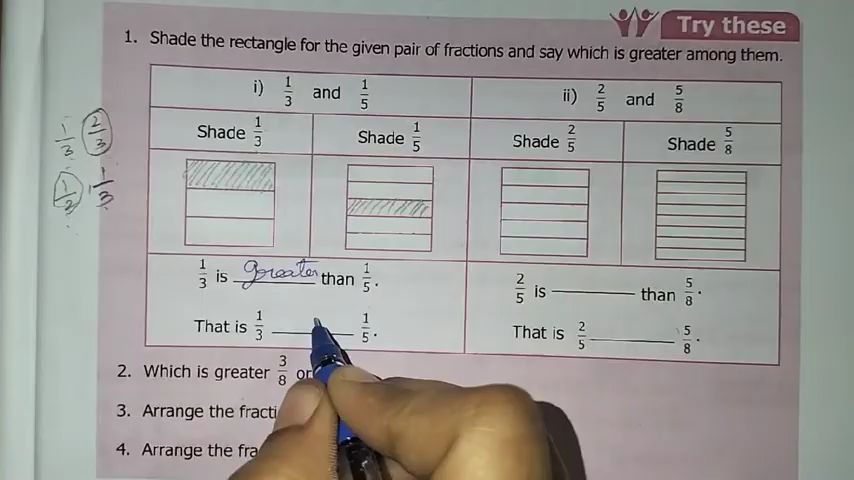 Try these
1. Shade the rectangle for the given pair of fractions and say which is greater among them.
i) 1/3 and 1/5
ii) 2/5 and 5/8
1/3 2/3
Shade 1/3
Shade 1/5
Shade 2/5
Shade 5/8
1/2 1/3
1/3 is greater than 1/5.
2/5 is ________ than 5/8.
That is 1/3 ________ 1/5.
That is 2/5 ________ 5/8.
2. Which is greater 3/8 or
3. Arrange the fracti
4. Arrange the fra